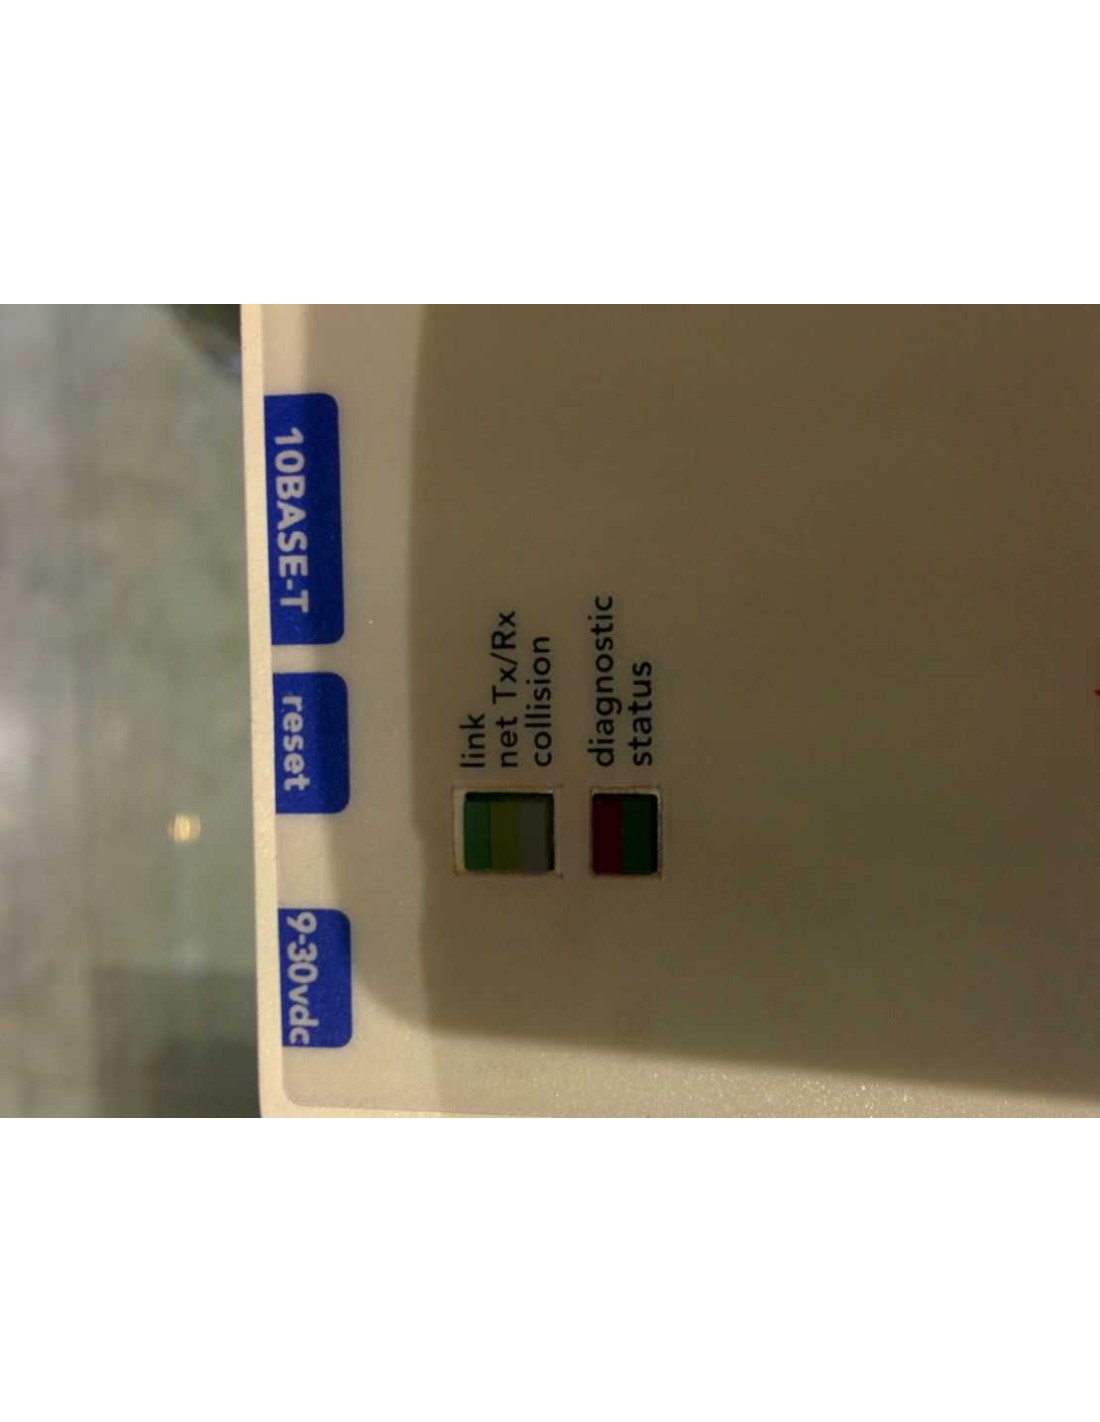 10BASE-T
reset
9-30vdc
link
net Tx/Rx
collision
diagnostic
status